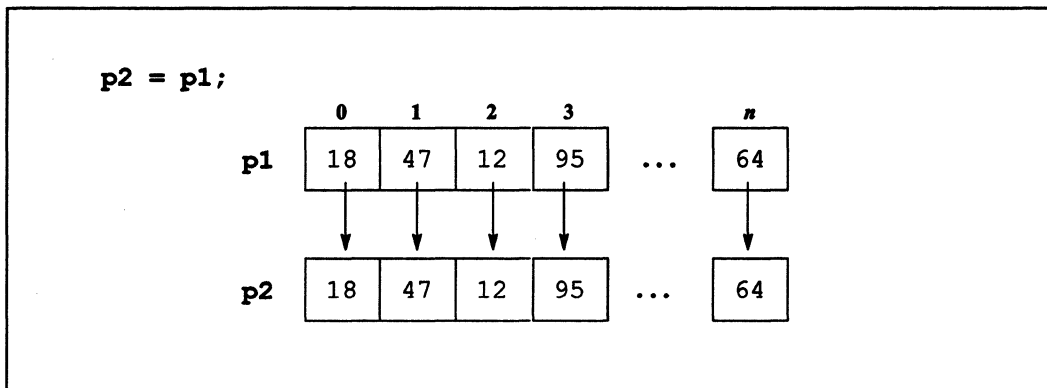 p2 = p1;
0 1 2 3 n
p1 18 47 12 95 ... 64
p2 18 47 12 95 ... 64